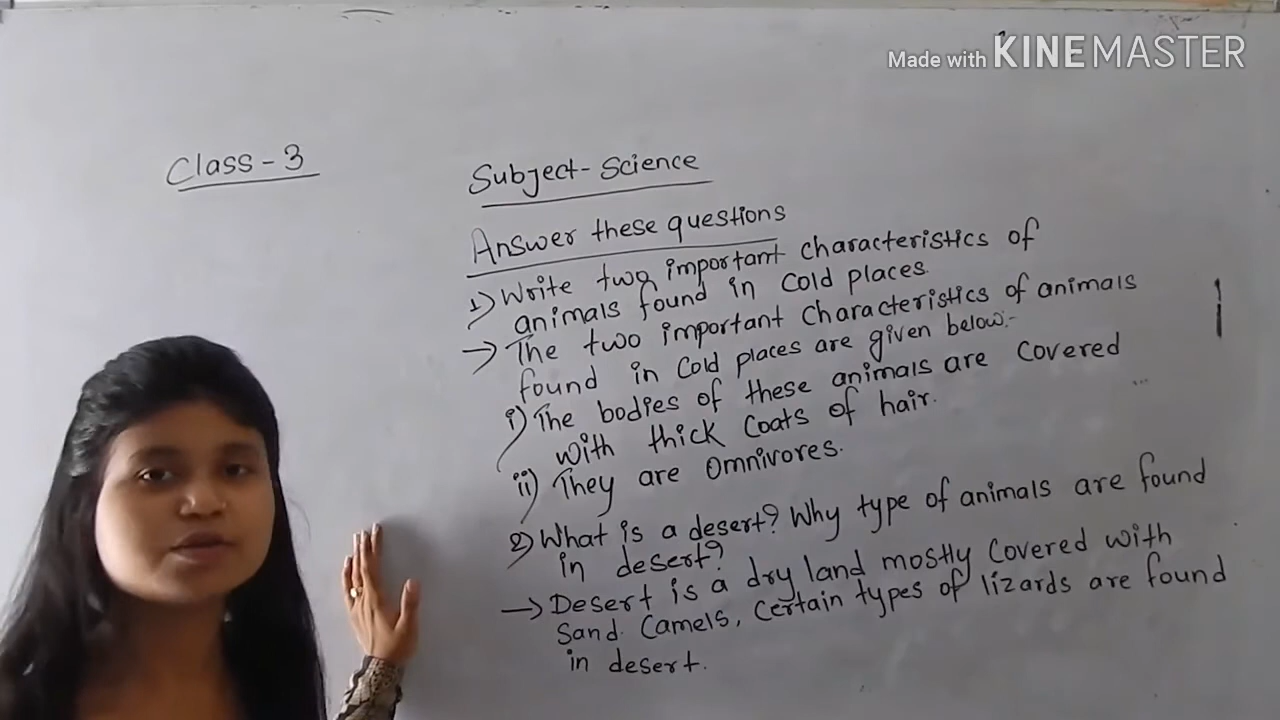 Made with KINEMASTER
Class - 3
Subject - Science
Answer these questions
1) Write two important characteristics of
animals found in cold places.
→ The two important characteristics of animals
found in cold places are given below:-
i) The bodies of these animals are covered
with thick coats of hair.
ii) They are omnivores.
2) What is a desert? Why type of animals are found
in desert?
→ Desert is a dry land mostly covered with
sand. Camels, certain types of lizards are found
in desert.